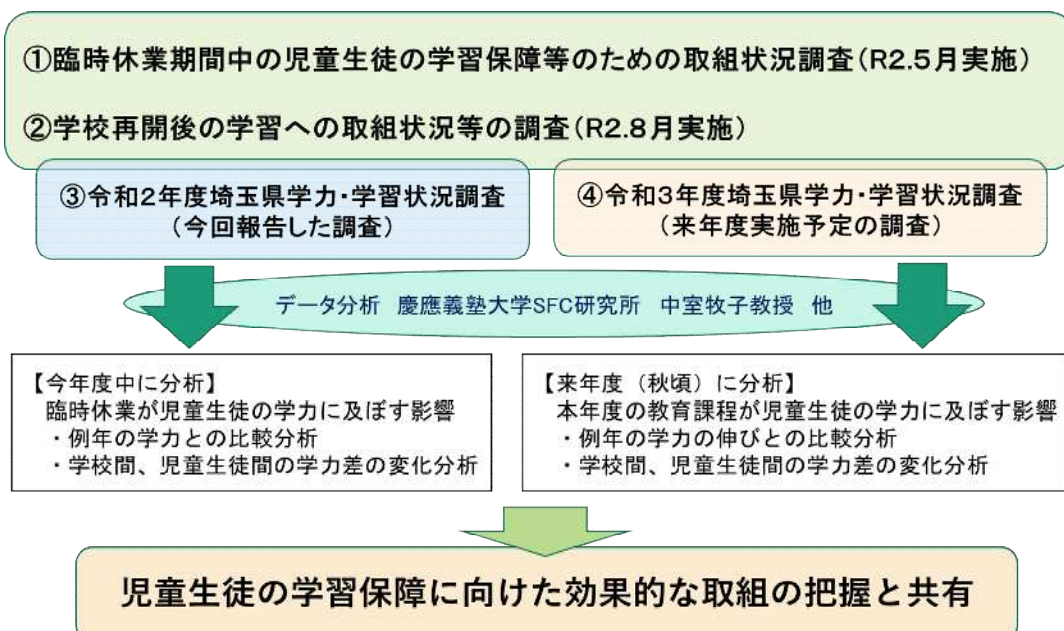 ①臨時休業期間中の児童生徒の学習保障等のための取組状況調査(R2.5月実施)
②学校再開後の学習への取組状況等の調査(R2.8月実施)
③令和2年度埼玉県学力・学習状況調査
(今回報告した調査)
④令和3年度埼玉県学力・学習状況調査
(来年度実施予定の調査)
データ分析 慶應義塾大学SFC研究所 中室牧子教授 他
【今年度中に分析】
臨時休業が児童生徒の学力に及ぼす影響
・例年の学力との比較分析
・学校間、児童生徒間の学力差の変化分析
【来年度（秋頃）に分析】
本年度の教育課程が児童生徒の学力に及ぼす影響
・例年の学力の伸びとの比較分析
・学校間、児童生徒間の学力差の変化分析
児童生徒の学習保障に向けた効果的な取組の把握と共有